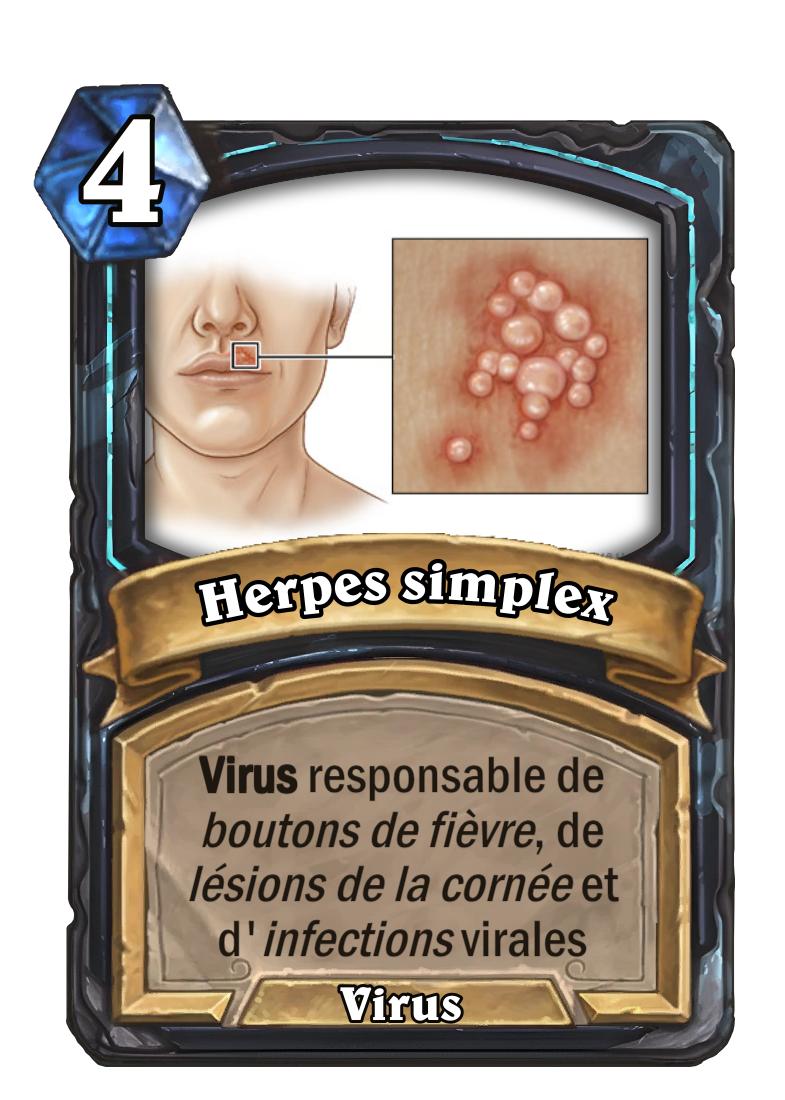 4
Herpes simplex
Virus responsable de
boutons de fièvre, de
lésions de la cornée et
d'infections virales
Virus